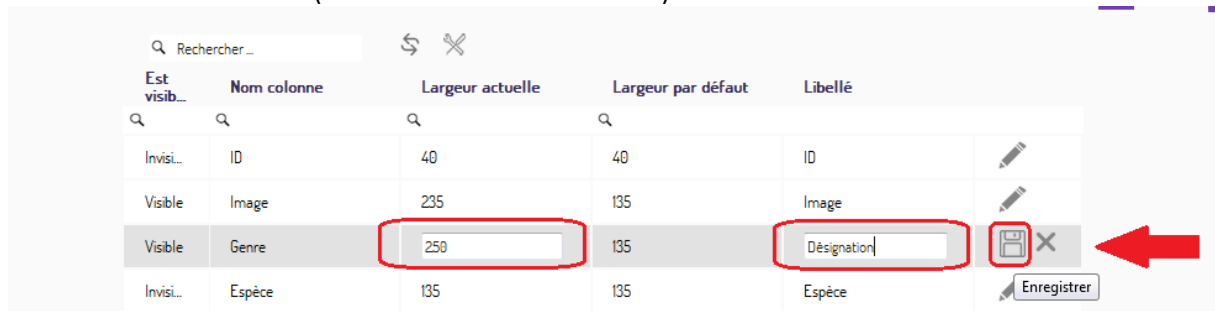 Rechercher...
Est visib... Nom colonne Largeur actuelle Largeur par défaut Libellé
Invisi... ID 40 40 ID
Visible Image 235 135 Image
Visible Genre 250 135 Désignation
Invisi... Espèce 135 135 Espèce
Enregistrer